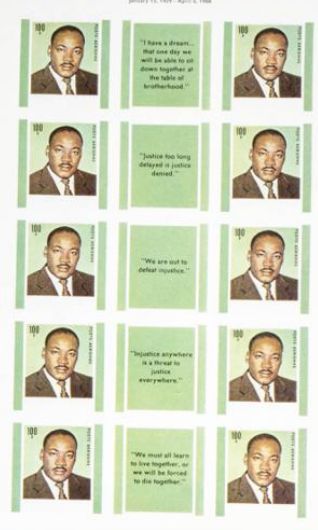 January 15, 1929 - April 4, 1968
100
"I have a dream...
that one day we
will be able to sit
down together at
the table of
brotherhood."
100
100
"Justice too long
delayed is justice
denied."
100
100
"We are out to
defeat injustice."
100
100
"Injustice anywhere
is a threat to
justice
everywhere."
100
100
"We must all learn
to live together, or
we will be forced
to die together."
100